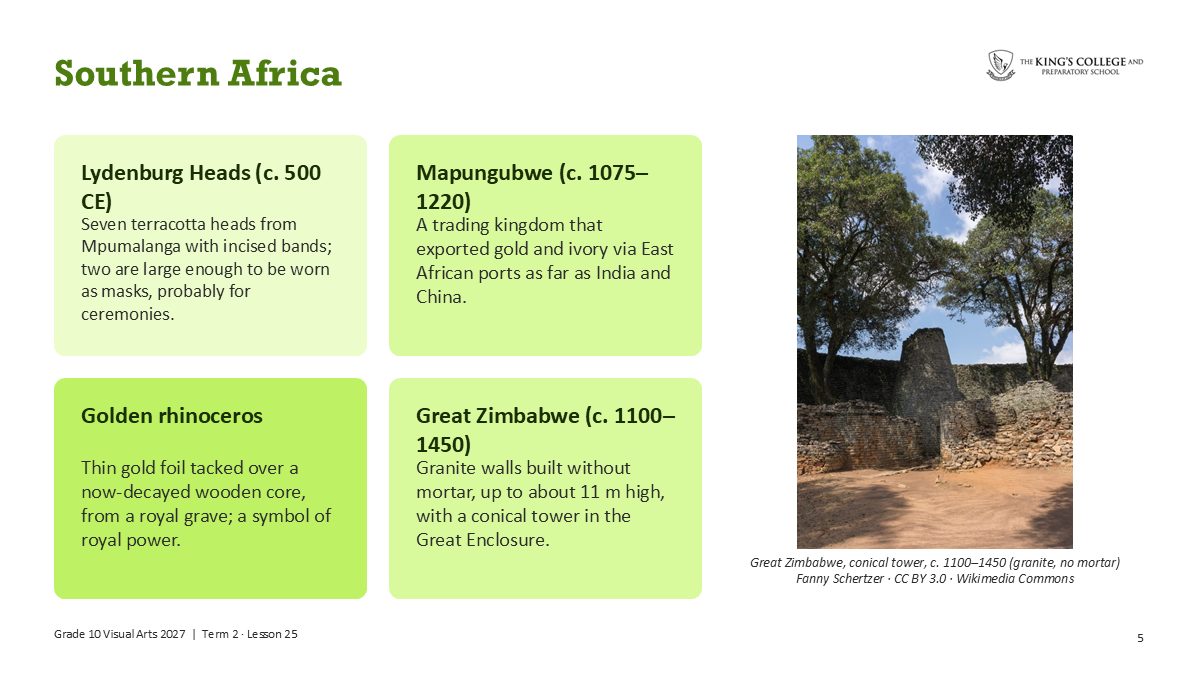 Southern Africa
THE KING'S COLLEGE AND
PREPARATORY SCHOOL
Lydenburg Heads (c. 500
CE)
Seven terracotta heads from
Mpumalanga with incised bands;
two are large enough to be worn
as masks, probably for
ceremonies.
Mapungubwe (c. 1075–
1220)
A trading kingdom that
exported gold and ivory via East
African ports as far as India and
China.
Golden rhinoceros
Thin gold foil tacked over a
now-decayed wooden core,
from a royal grave; a symbol of
royal power.
Great Zimbabwe (c. 1100–
1450)
Granite walls built without
mortar, up to about 11 m high,
with a conical tower in the
Great Enclosure.
Great Zimbabwe, conical tower, c. 1100–1450 (granite, no mortar)
Fanny Schertzer · CC BY 3.0 · Wikimedia Commons
Grade 10 Visual Arts 2027 | Term 2 · Lesson 25
5